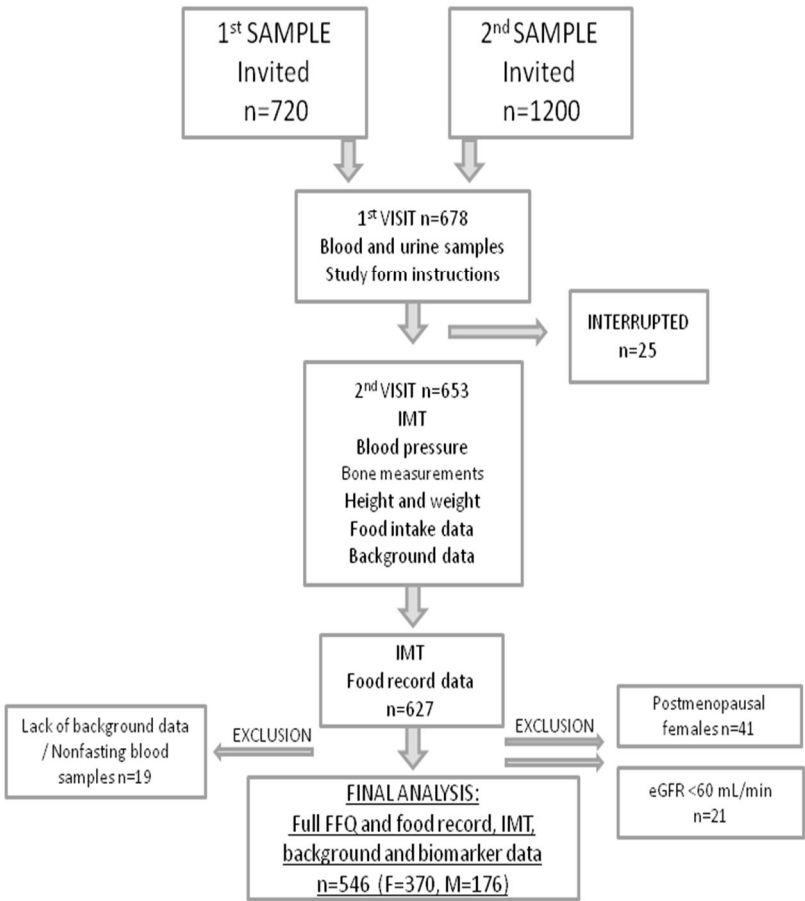 1st SAMPLE
Invited
n=720
2nd SAMPLE
Invited
n=1200
1st VISIT n=678
Blood and urine samples
Study form instructions
INTERRUPTED
n=25
2nd VISIT n=653
IMT
Blood pressure
Bone measurements
Height and weight
Food intake data
Background data
IMT
Food record data
n=627
Lack of background data
/ Nonfasting blood
samples n=19
EXCLUSION
EXCLUSION
Postmenopausal
females n=41
eGFR <60 mL/min
n=21
FINAL ANALYSIS:
Full FFQ and food record, IMT,
background and biomarker data
n=546 (F=370, M=176)